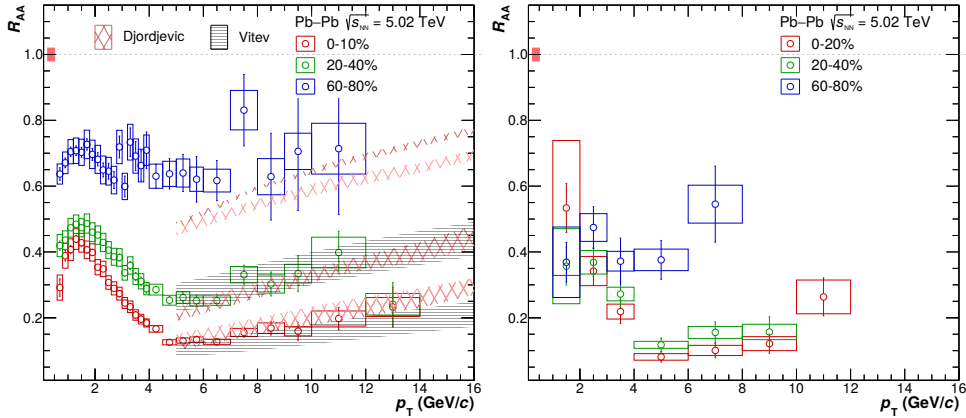 R_AA
Pb–Pb √s_NN = 5.02 TeV
Djordjevic
Vitev
0-10%
20-40%
60-80%
1.0
0.8
0.6
0.4
0.2
2 4 6 8 10 12 14 16
p_T (GeV/c)
R_AA
Pb–Pb √s_NN = 5.02 TeV
0-20%
20-40%
60-80%
1.0
0.8
0.6
0.4
0.2
2 4 6 8 10 12 14 16
p_T (GeV/c)